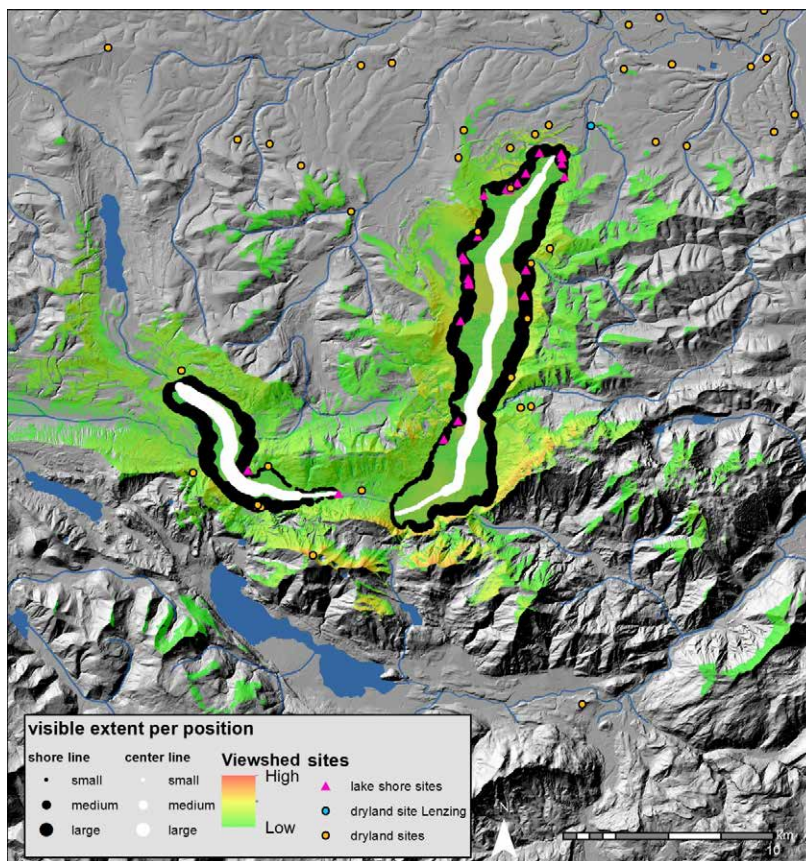 visible extent per position
shore line center line Viewshed sites
small small High lake shore sites
medium medium dryland site Lenzing
large large Low dryland sites
N
km
10